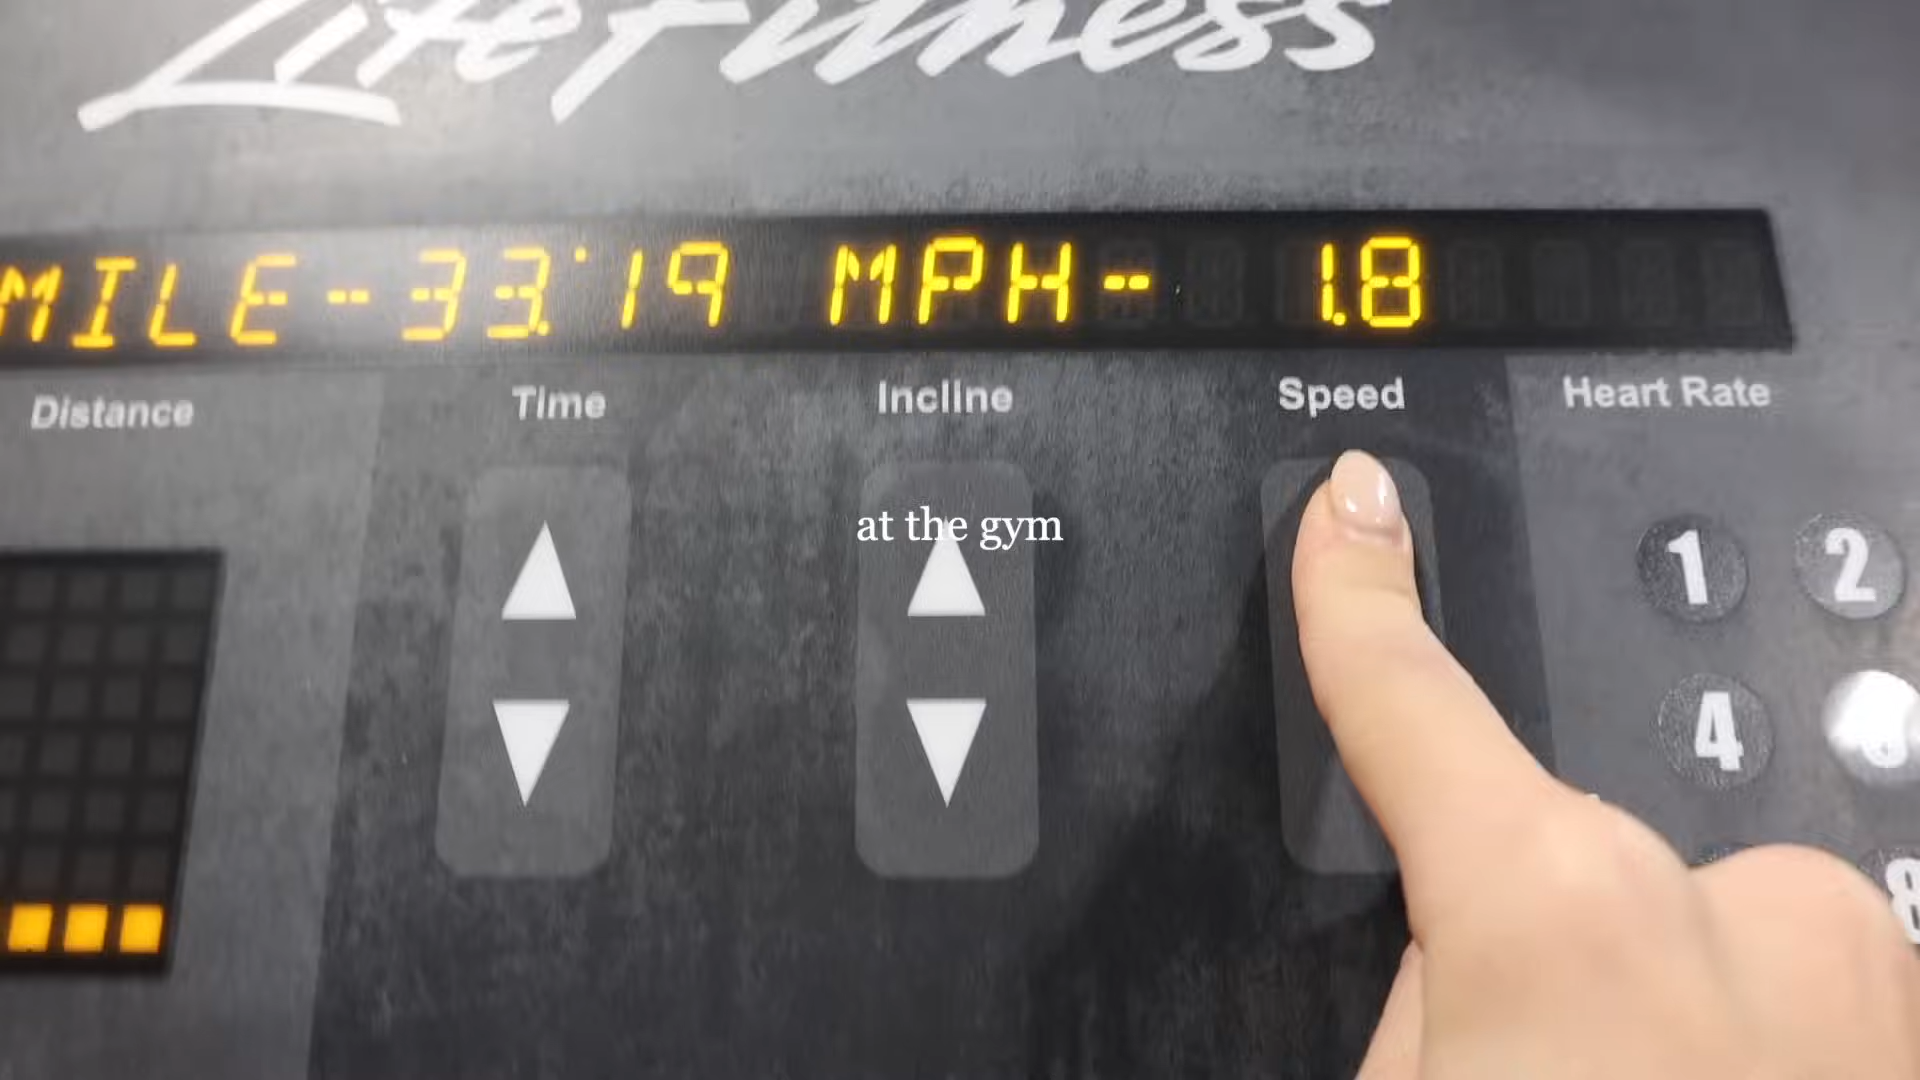 Life Fitness
MILE-33.'19 MPH- 1.8
Distance Time Incline Speed Heart Rate
at the gym
1 2
4
8